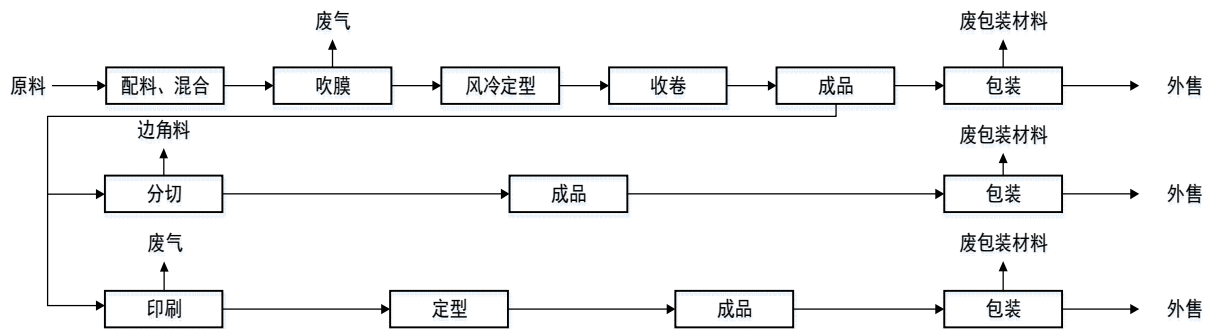 废气
废包装材料
原料
配料、混合
吹膜
风冷定型
收卷
成品
包装
外售
边角料
废包装材料
分切
成品
包装
外售
废气
废包装材料
印刷
定型
成品
包装
外售